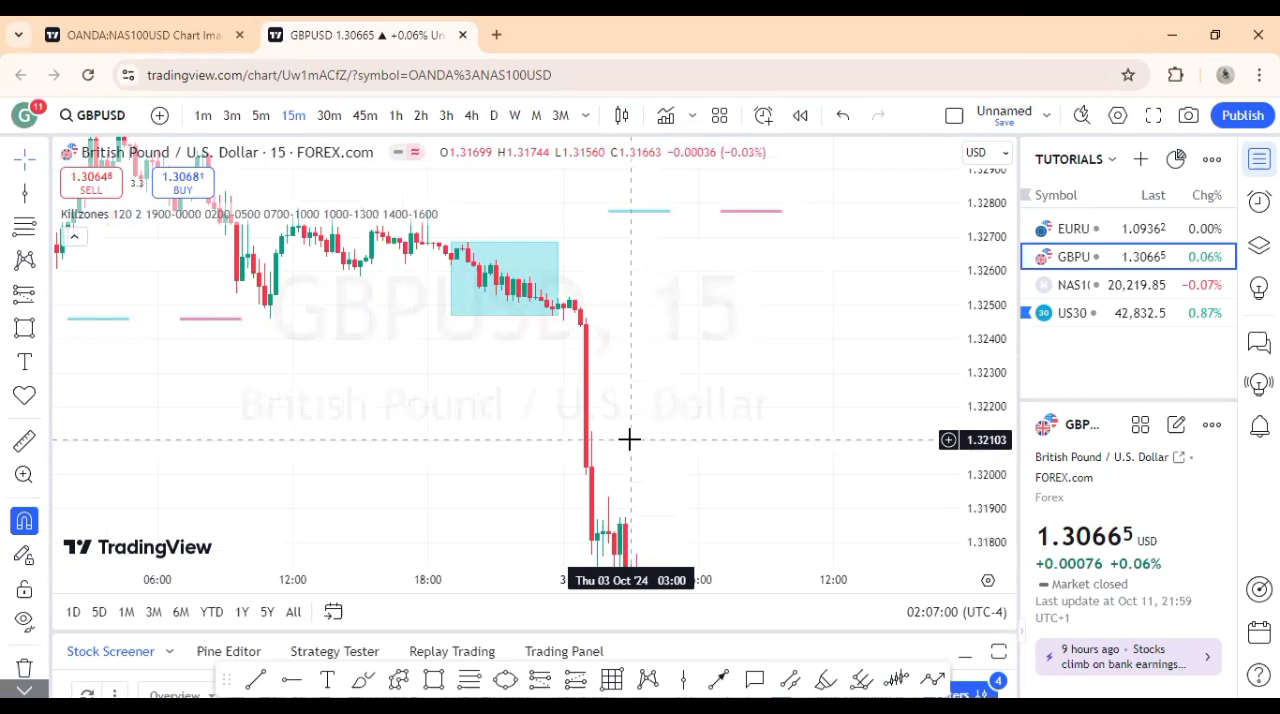 OANDA:NAS100USD Chart Ima
GBPUSD 1.30665 ▲ +0.06% Un
tradingview.com/chart/Uw1mACfZ/?symbol=OANDA%3ANAS100USD
G
11
GBPUSD
1m 3m 5m 15m 30m 45m 1h 2h 3h 4h D W M 3M
Unnamed
Save
Publish
British Pound / U.S. Dollar · 15 · FOREX.com
O1.31699 H1.31744 L1.31560 C1.31663 -0.00036 (-0.03%)
USD
1.30648
SELL
3.3
1.30681
BUY
Killzones 120 2 1900-0000 0200-0500 0700-1000 1000-1300 1400-1600
GBPUSD, 15
British Pound / U.S. Dollar
1.32900
1.32800
1.32700
1.32600
1.32500
1.32400
1.32300
1.32200
1.32103
1.32000
1.31900
1.31800
TradingView
06:00
12:00
18:00
3
Thu 03 Oct '24 03:00
:00
12:00
1D 5D 1M 3M 6M YTD 1Y 5Y All
02:07:00 (UTC-4)
Stock Screener
Pine Editor
Strategy Tester
Replay Trading
Trading Panel
Overview
4
TUTORIALS
Symbol Last Chg%
EURU 1.09362 0.00%
GBPU 1.30665 0.06%
NAS1( 20,219.85 -0.07%
30 US30 42,832.5 0.87%
GBP...
British Pound / U.S. Dollar
FOREX.com
Forex
1.30665 USD
+0.00076 +0.06%
Market closed
Last update at Oct 11, 21:59
UTC+1
9 hours ago • Stocks
climb on bank earnings...